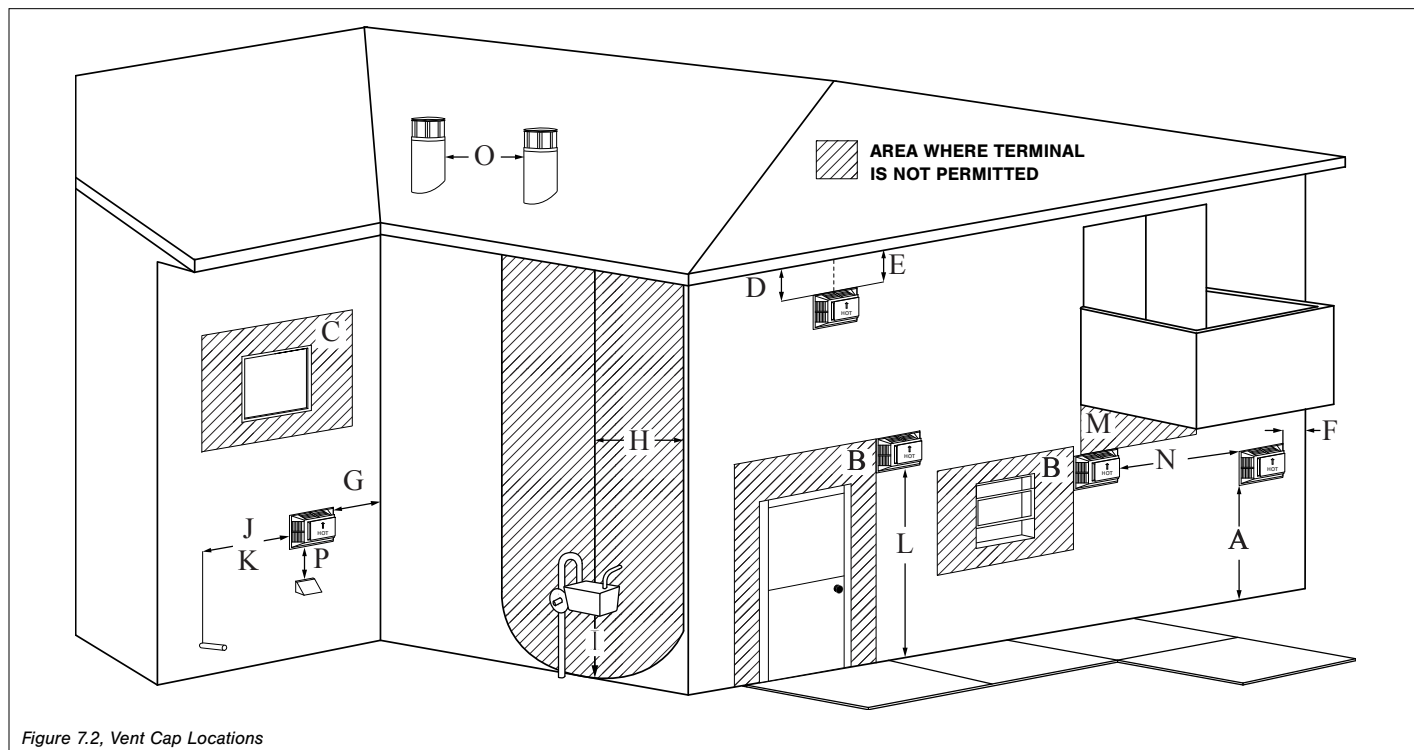 O
AREA WHERE TERMINAL
IS NOT PERMITTED
E
D
HOT
C
M
F
H
B
HOT
B
HOT
N
HOT
G
J
K
HOT
P
L
A
I
Figure 7.2, Vent Cap Locations